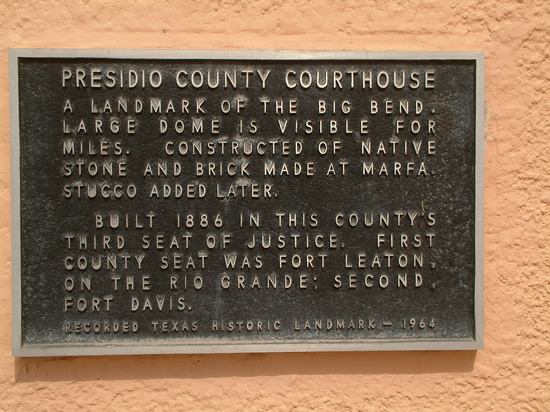 PRESIDIO COUNTY COURTHOUSE
A LANDMARK OF THE BIG BEND.
LARGE DOME IS VISIBLE FOR
MILES. CONSTRUCTED OF NATIVE
STONE AND BRICK MADE AT MARFA.
STUCCO ADDED LATER.
BUILT 1886 IN THIS COUNTY'S
THIRD SEAT OF JUSTICE. FIRST
COUNTY SEAT WAS FORT LEATON,
ON THE RIO GRANDE; SECOND,
FORT DAVIS.
RECORDED TEXAS HISTORIC LANDMARK - 1964